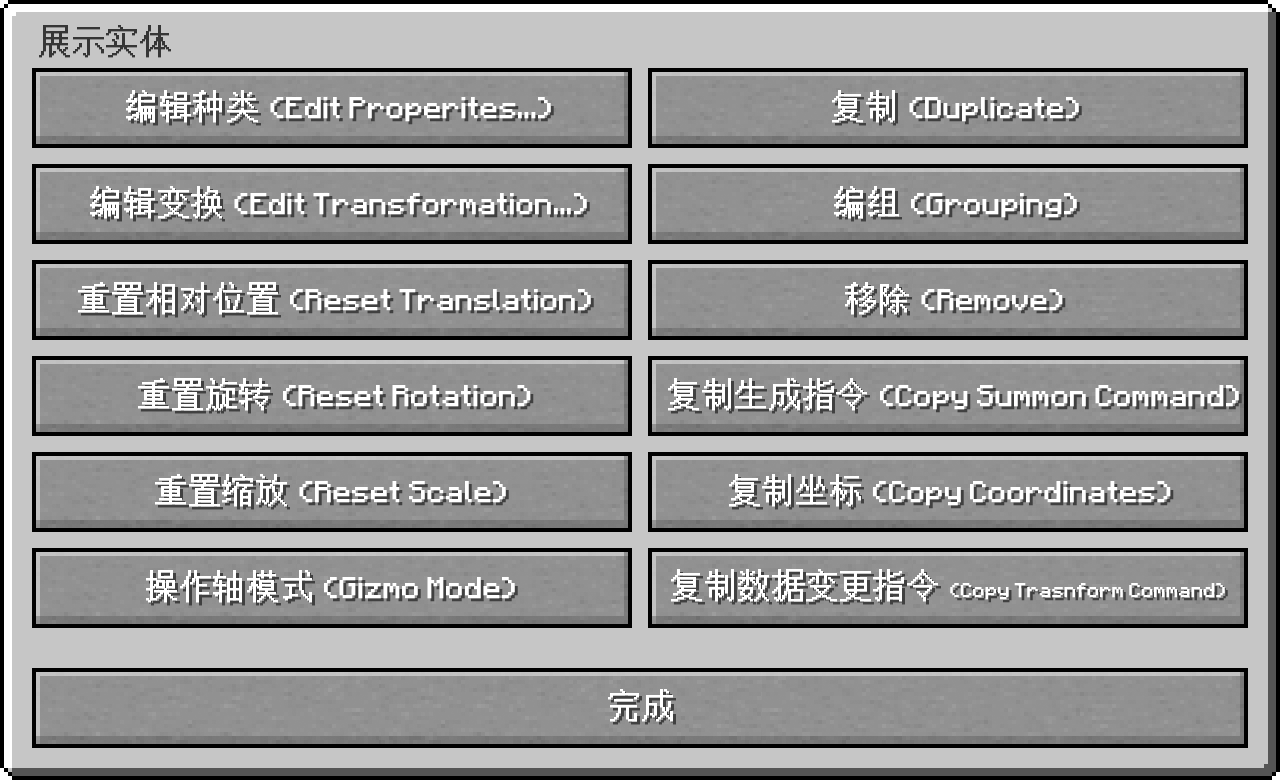 展示实体
编辑种类 (Edit Properites...)
复制 (Duplicate)
编辑变换 (Edit Transformation...)
编组 (Grouping)
重置相对位置 (Reset Translation)
移除 (Remove)
重置旋转 (Reset Rotation)
复制生成指令 (Copy Summon Command)
重置缩放 (Reset Scale)
复制坐标 (Copy Coordinates)
操作轴模式 (Gizmo Mode)
复制数据变更指令 (Copy Trasnform Command)
完成